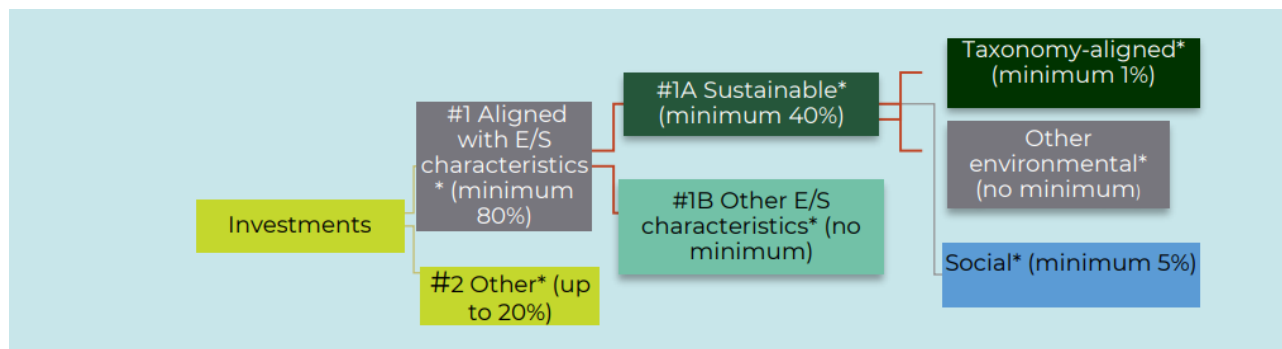 Investments
#1 Aligned
with E/S
characteristics
* (minimum
80%)
#2 Other* (up
to 20%)
#1A Sustainable*
(minimum 40%)
#1B Other E/S
characteristics* (no
minimum)
Taxonomy-aligned*
(minimum 1%)
Other
environmental*
(no minimum)
Social* (minimum 5%)